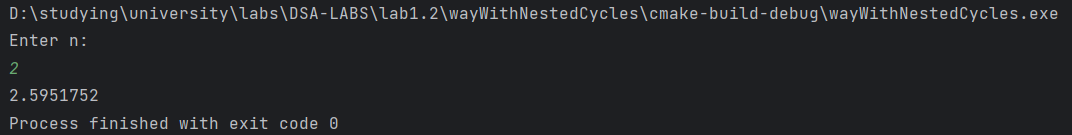 D:\studying\university\labs\DSA-LABS\lab1.2\wayWithNestedCycles\cmake-build-debug\wayWithNestedCycles.exe
Enter n:
2
2.5951752
Process finished with exit code 0